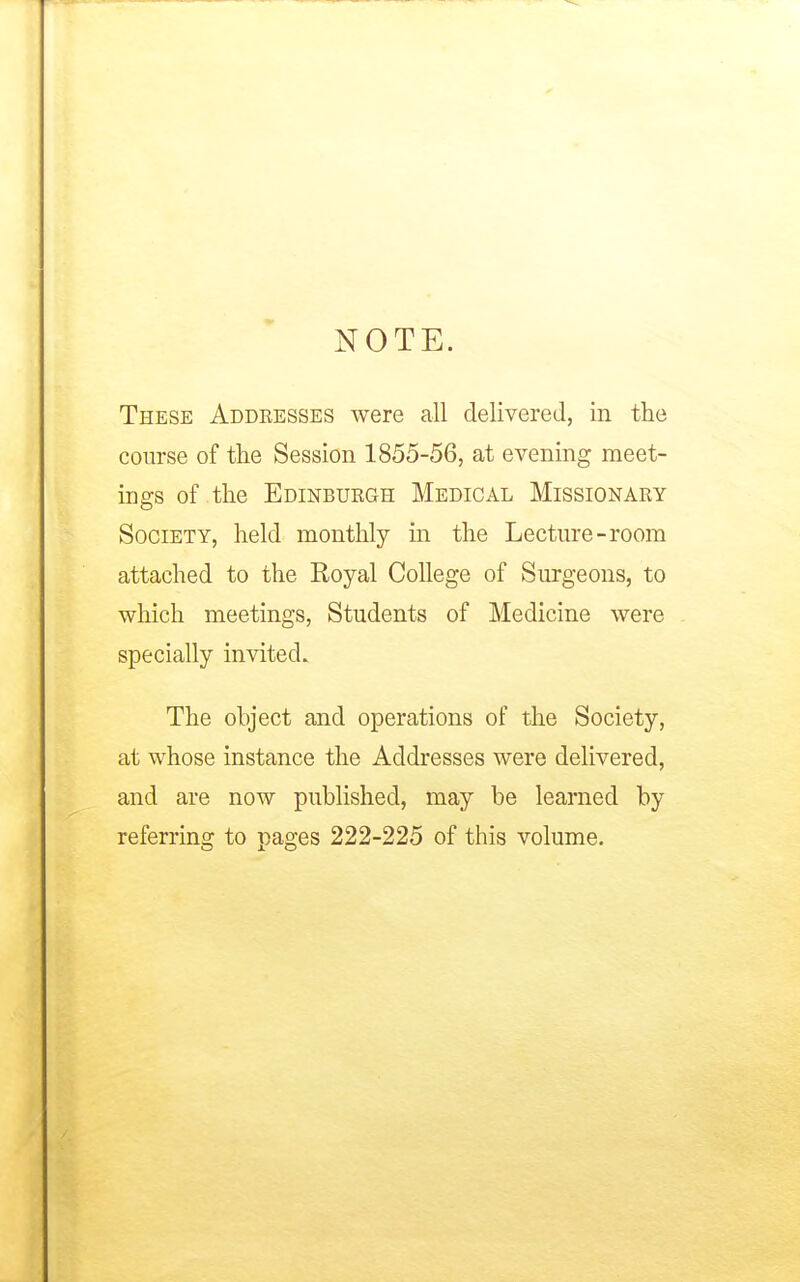 NOTE.
These Addresses were all delivered, in the
course of the Session 1855-56, at evening meet-
ings of the Edinburgh Medical Missionary
Society, held monthly in the Lecture-room
attached to the Royal College of Surgeons, to
which meetings, Students of Medicine were
specially invited.
The object and operations of the Society,
at whose instance the Addresses were delivered,
and are now published, may be learned by
referring to pages 222-225 of this volume.